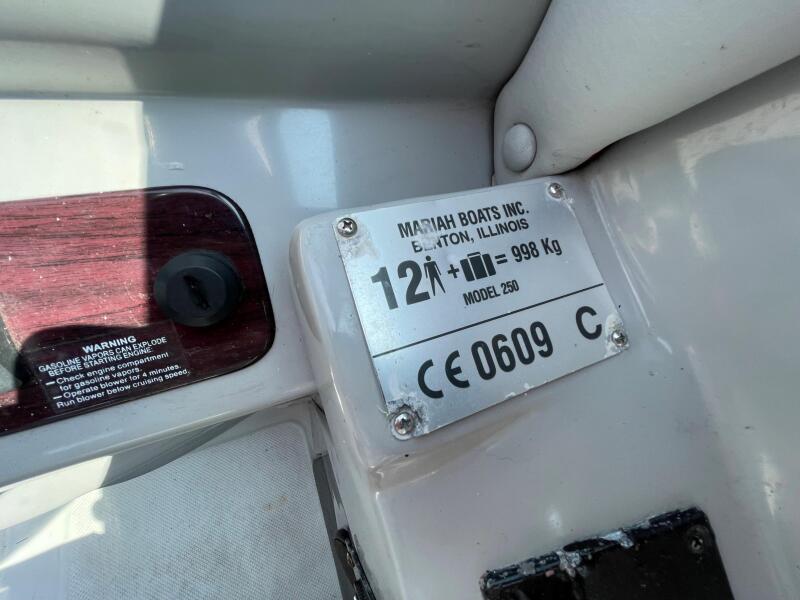 MARIAH BOATS INC.
BENTON, ILLINOIS
12 + = 998 Kg
MODEL 250
CE 0609 C
WARNING
GASOLINE VAPORS CAN EXPLODE
BEFORE STARTING ENGINE:
— Check engine compartment
for gasoline vapors.
— Operate blower for 4 minutes.
Run blower below cruising speed.